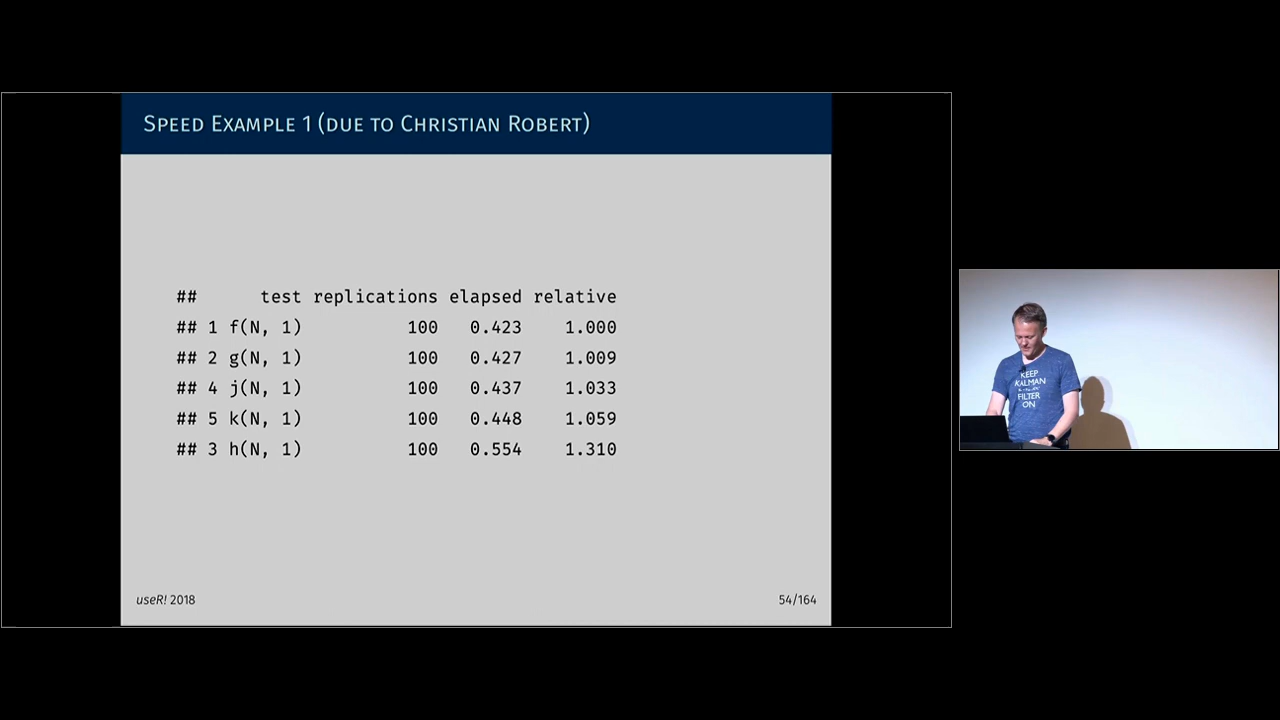 SPEED EXAMPLE 1 (DUE TO CHRISTIAN ROBERT)
## test replications elapsed relative
## 1 f(N, 1) 100 0.423 1.000
## 2 g(N, 1) 100 0.427 1.009
## 4 j(N, 1) 100 0.437 1.033
## 5 k(N, 1) 100 0.448 1.059
## 3 h(N, 1) 100 0.554 1.310
useR! 2018
54/164
KEEP
KALMAN
FILTER
ON